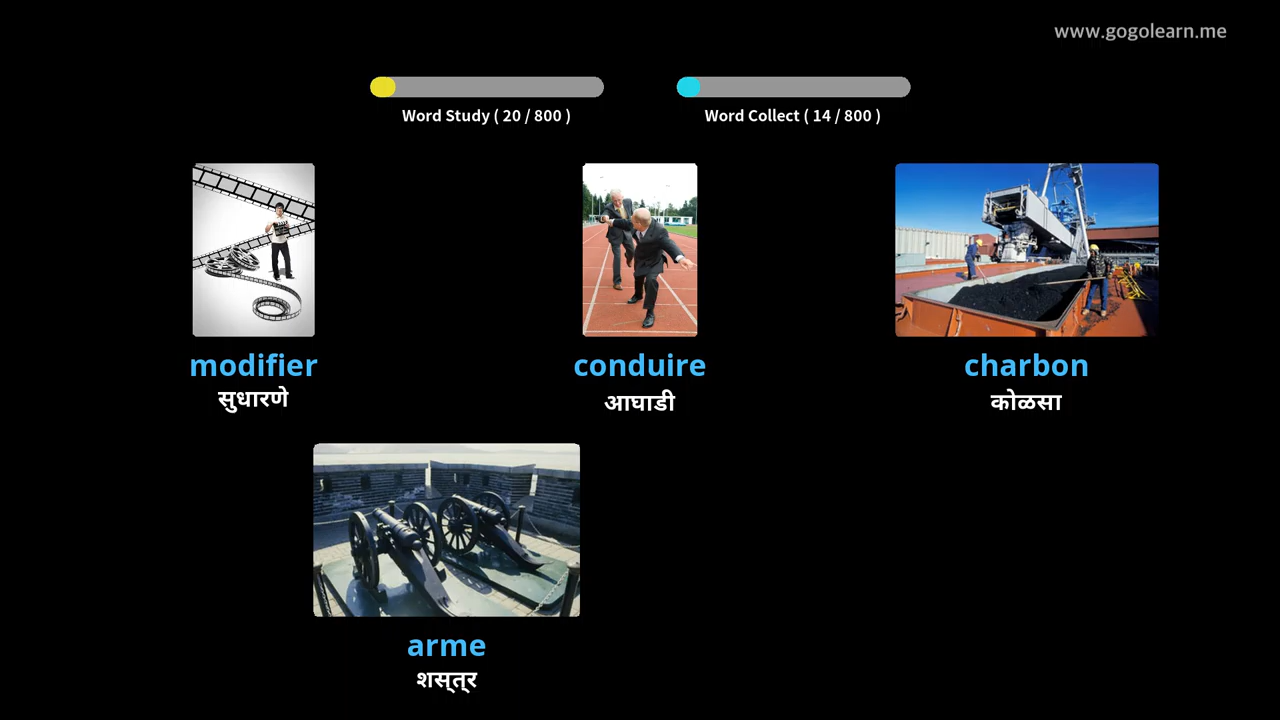 www.gogolearn.me
Word Study ( 20 / 800 )
Word Collect ( 14 / 800 )
modifier
सुधारणे
conduire
आघाडी
charbon
कोळसा
arme
शस्त्र